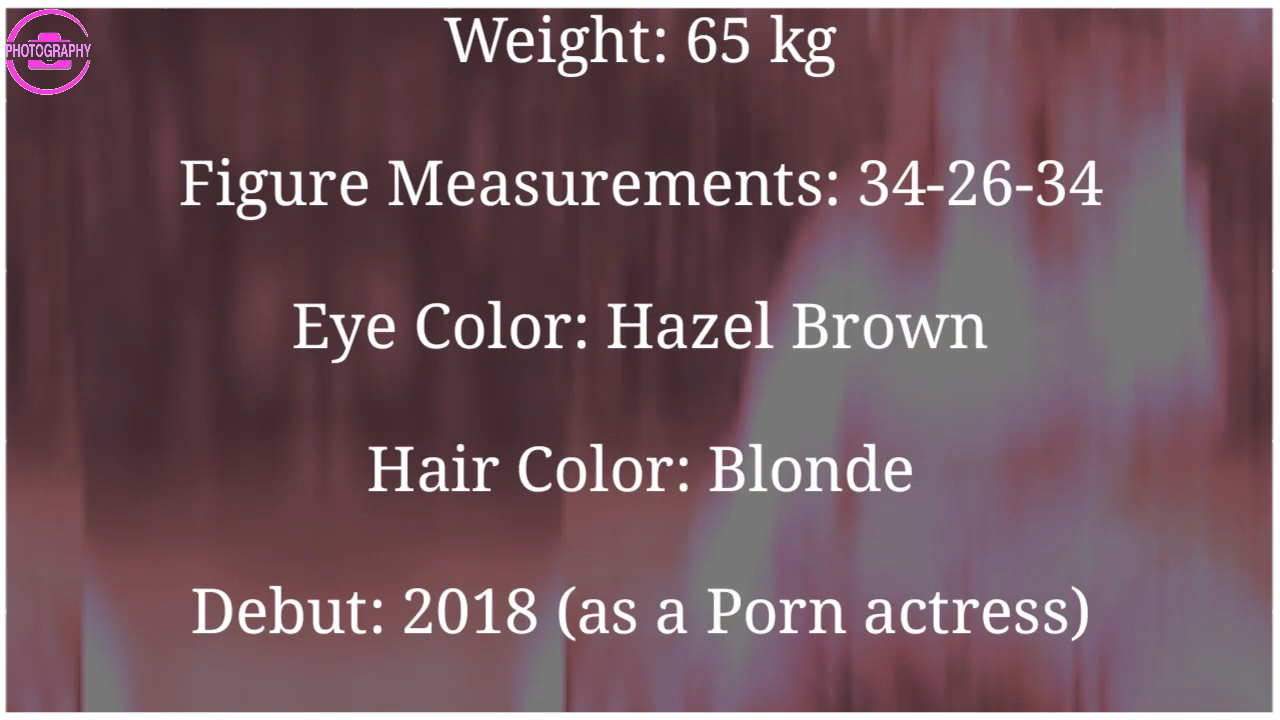 PHOTOGRAPHY
Weight: 65 kg
Figure Measurements: 34-26-34
Eye Color: Hazel Brown
Hair Color: Blonde
Debut: 2018 (as a Porn actress)